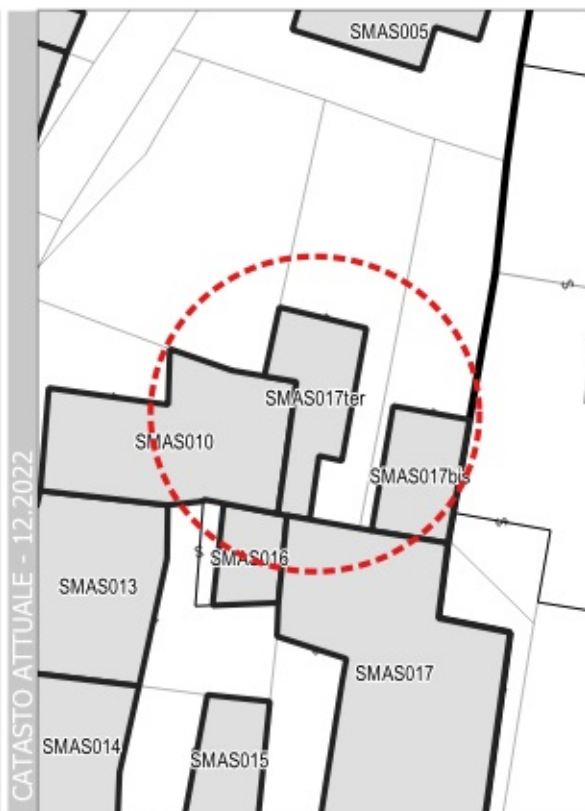 SMAS005
SMAS017ter
SMAS010
SMAS017bis
SMAS016
SMAS013
SMAS017
SMAS014
SMAS015
CATASTO ATTUALE - 12.2022
S
S
S